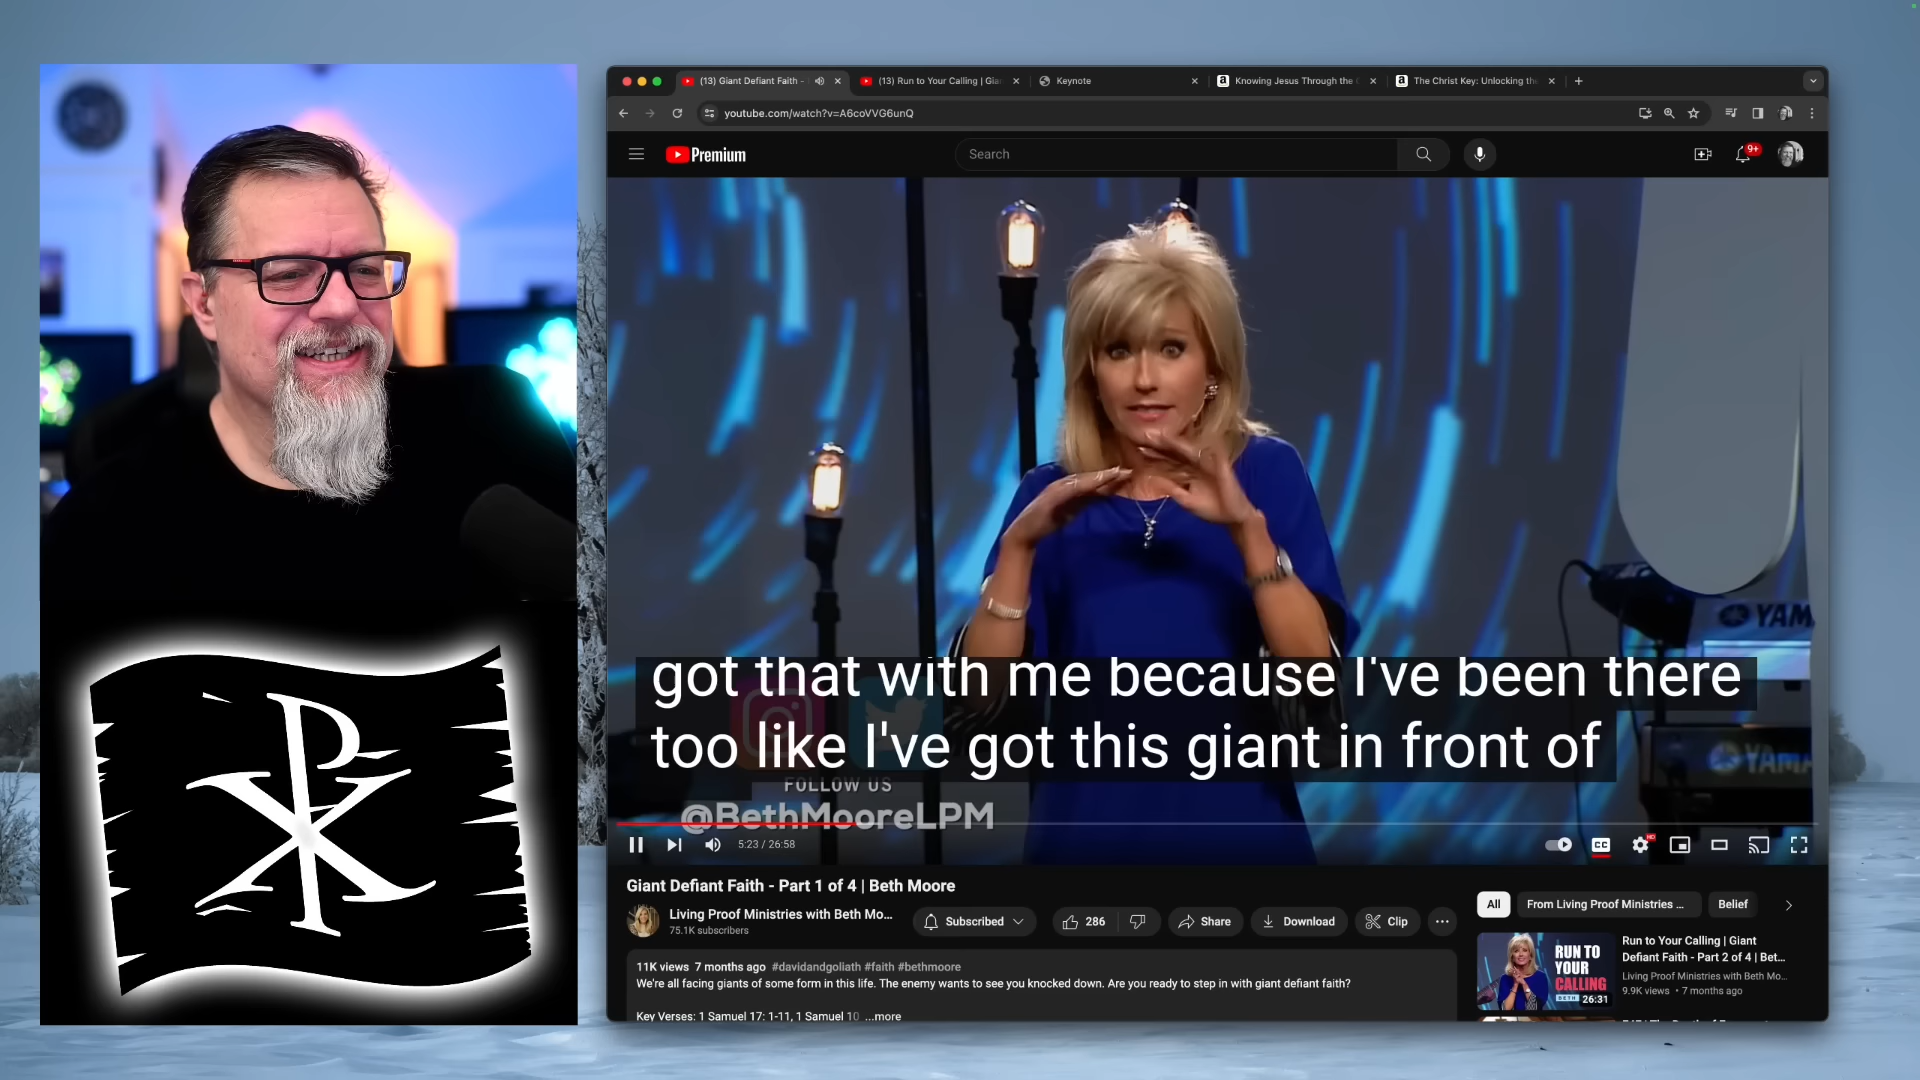 (13) Giant Defiant Faith -
(13) Run to Your Calling | Gia
Keynote
Knowing Jesus Through the
The Christ Key: Unlocking th
youtube.com/watch?v=A6coVVG6unQ
Premium
Search
9+
YAM
YAMA
got that with me because I've been there
too like I've got this giant in front of
FOLLOW US
@BethMooreLPM
5:23 / 26:58
CC
HD
Giant Defiant Faith - Part 1 of 4 | Beth Moore
Living Proof Ministries with Beth Mo...
75.1K subscribers
Subscribed
286
Share
Download
Clip
11K views 7 months ago #davidandgoliath #faith #bethmoore
We're all facing giants of some form in this life. The enemy wants to see you knocked down. Are you ready to step in with giant defiant faith?
Key Verses: 1 Samuel 17: 1-11, 1 Samuel 10 ...more
All
From Living Proof Ministries ...
Belief
RUN TO
YOUR
CALLING
BETH
26:31
Run to Your Calling | Giant
Defiant Faith - Part 2 of 4 | Bet...
Living Proof Ministries with Beth Mo...
9.9K views • 7 months ago